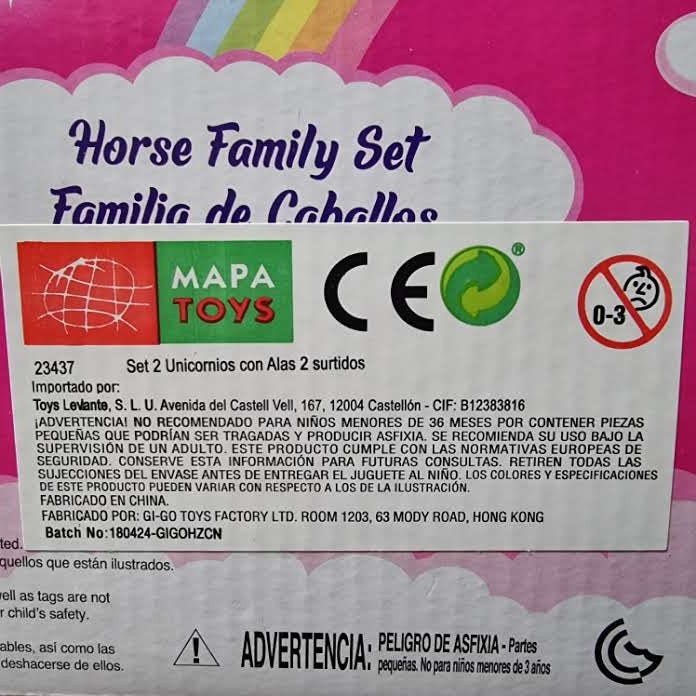 Horse Family Set
Familia de Caballos
MAPA
TOYS
CE
®
0-3
23437 Set 2 Unicornios con Alas 2 surtidos
Importado por:
Toys Levante, S. L. U. Avenida del Castell Vell, 167, 12004 Castellón - CIF: B12383816
¡ADVERTENCIA! NO RECOMENDADO PARA NIÑOS MENORES DE 36 MESES POR CONTENER PIEZAS
PEQUEÑAS QUE PODRÍAN SER TRAGADAS Y PRODUCIR ASFIXIA. SE RECOMIENDA SU USO BAJO LA
SUPERVISIÓN DE UN ADULTO. ESTE PRODUCTO CUMPLE CON LAS NORMATIVAS EUROPEAS DE
SEGURIDAD. CONSERVE ESTA INFORMACIÓN PARA FUTURAS CONSULTAS. RETIREN TODAS LAS
SUJECCIONES DEL ENVASE ANTES DE ENTREGAR EL JUGUETE AL NIÑO. LOS COLORES Y ESPECIFICACIONES
DE ESTE PRODUCTO PUEDEN VARIAR CON RESPECTO A LOS DE LA ILUSTRACIÓN.
FABRICADO EN CHINA.
FABRICADO POR: GI-GO TOYS FACTORY LTD. ROOM 1203, 63 MODY ROAD, HONG KONG
Batch No:180424-GIGOHZCN
ted.
quellos que están ilustrados.
ell as tags are not
r child's safety.
ables, así como las
deshacerse de ellos.
ADVERTENCIA: PELIGRO DE ASFIXIA - Partes
pequeñas. No para niños menores de 3 años